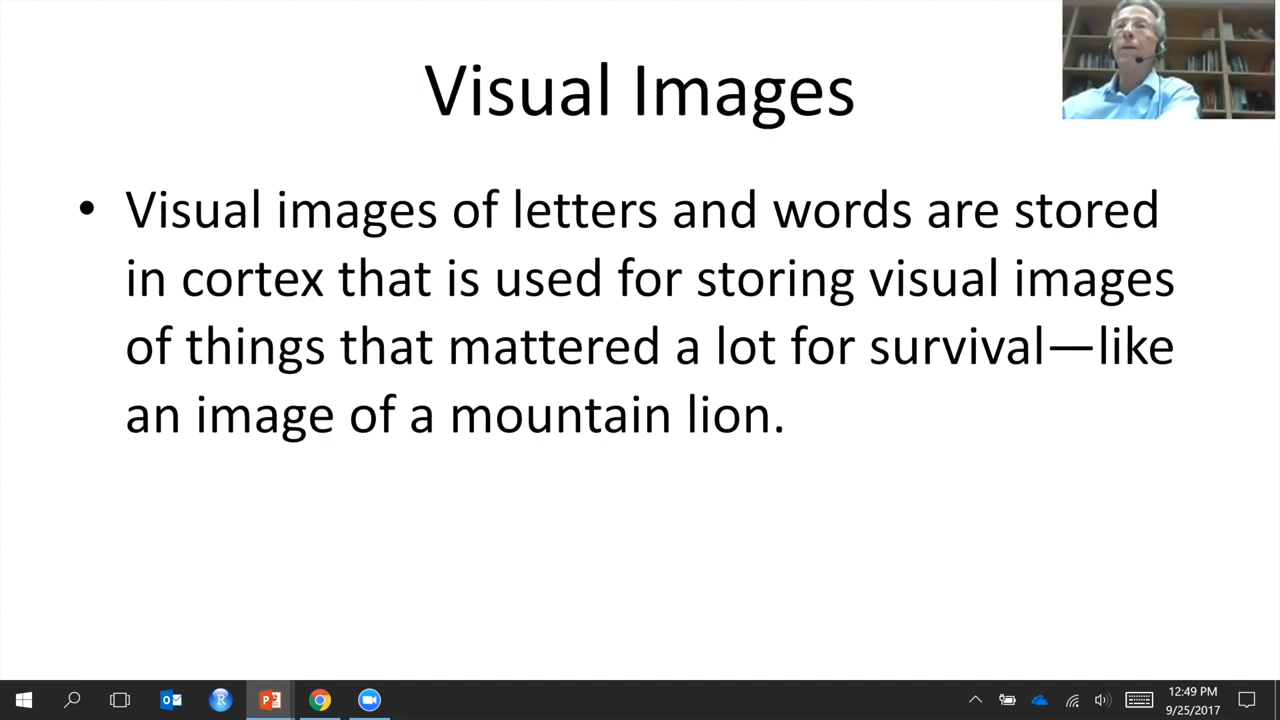 Visual Images
• Visual images of letters and words are stored
in cortex that is used for storing visual images
of things that mattered a lot for survival—like
an image of a mountain lion.
12:49 PM
9/25/2017